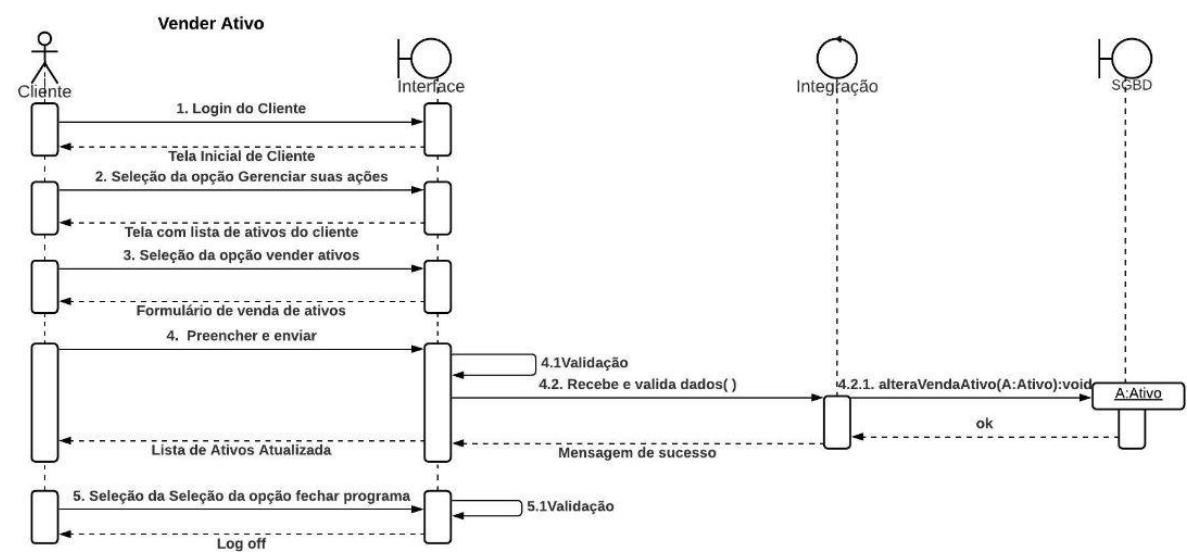 Vender Ativo
Cliente
Interface
Integração
SGBD
1. Login do Cliente
Tela Inicial de Cliente
2. Seleção da opção Gerenciar suas ações
Tela com lista de ativos do cliente
3. Seleção da opção vender ativos
Formulário de venda de ativos
4. Preencher e enviar
4.1Validação
4.2. Recebe e valida dados( )
4.2.1. alteraVendaAtivo(A:Ativo):void
A:Ativo
ok
Lista de Ativos Atualizada
Mensagem de sucesso
5. Seleção da Seleção da opção fechar programa
5.1Validação
Log off